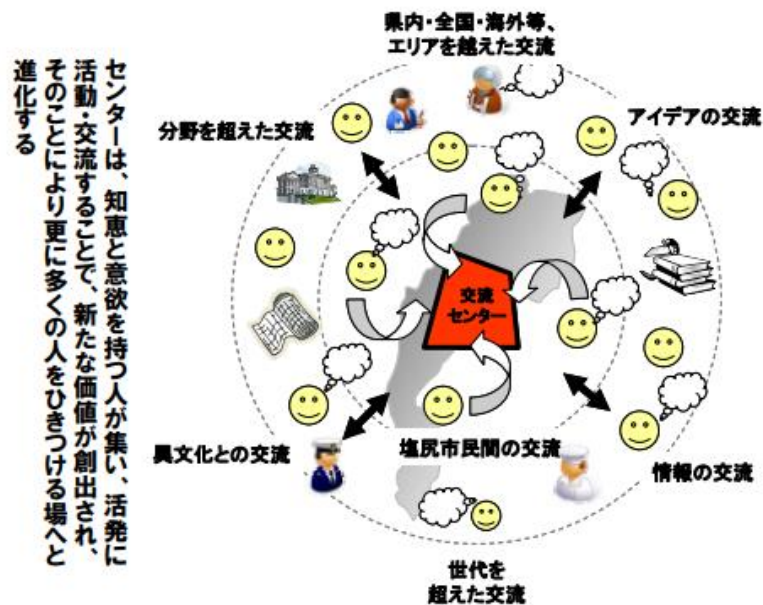 センターは、知恵と意欲を持つ人が集い、活発に
活動・交流することで、新たな価値が創出され、
そのことにより更に多くの人をひきつける場へと
進化する
県内・全国・海外等、
エリアを越えた交流
分野を超えた交流
アイデアの交流
交流
センター
異文化との交流
塩尻市民間の交流
情報の交流
世代を
超えた交流